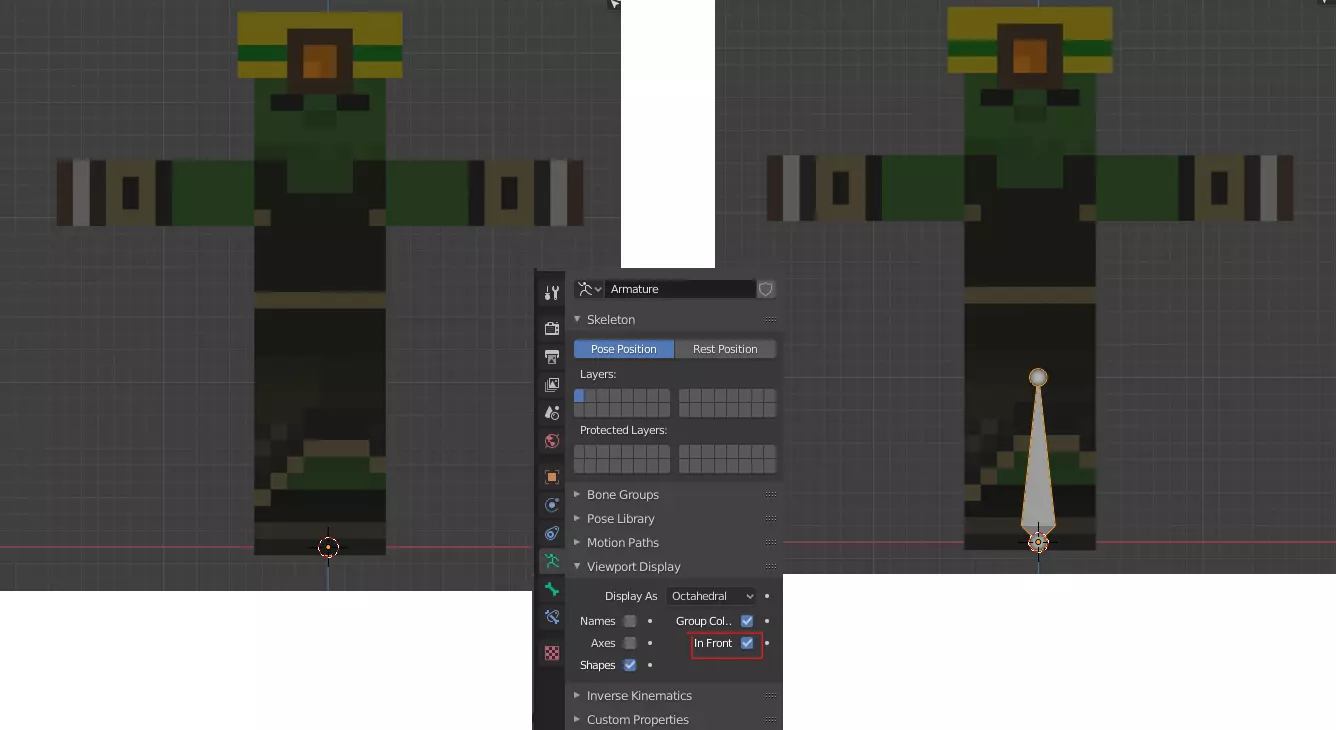 Armature
Skeleton
Pose Position Rest Position
Layers:
Protected Layers:
Bone Groups
Pose Library
Motion Paths
Viewport Display
Display As Octahedral
Names Group Col..
Axes In Front
Shapes
Inverse Kinematics
Custom Properties